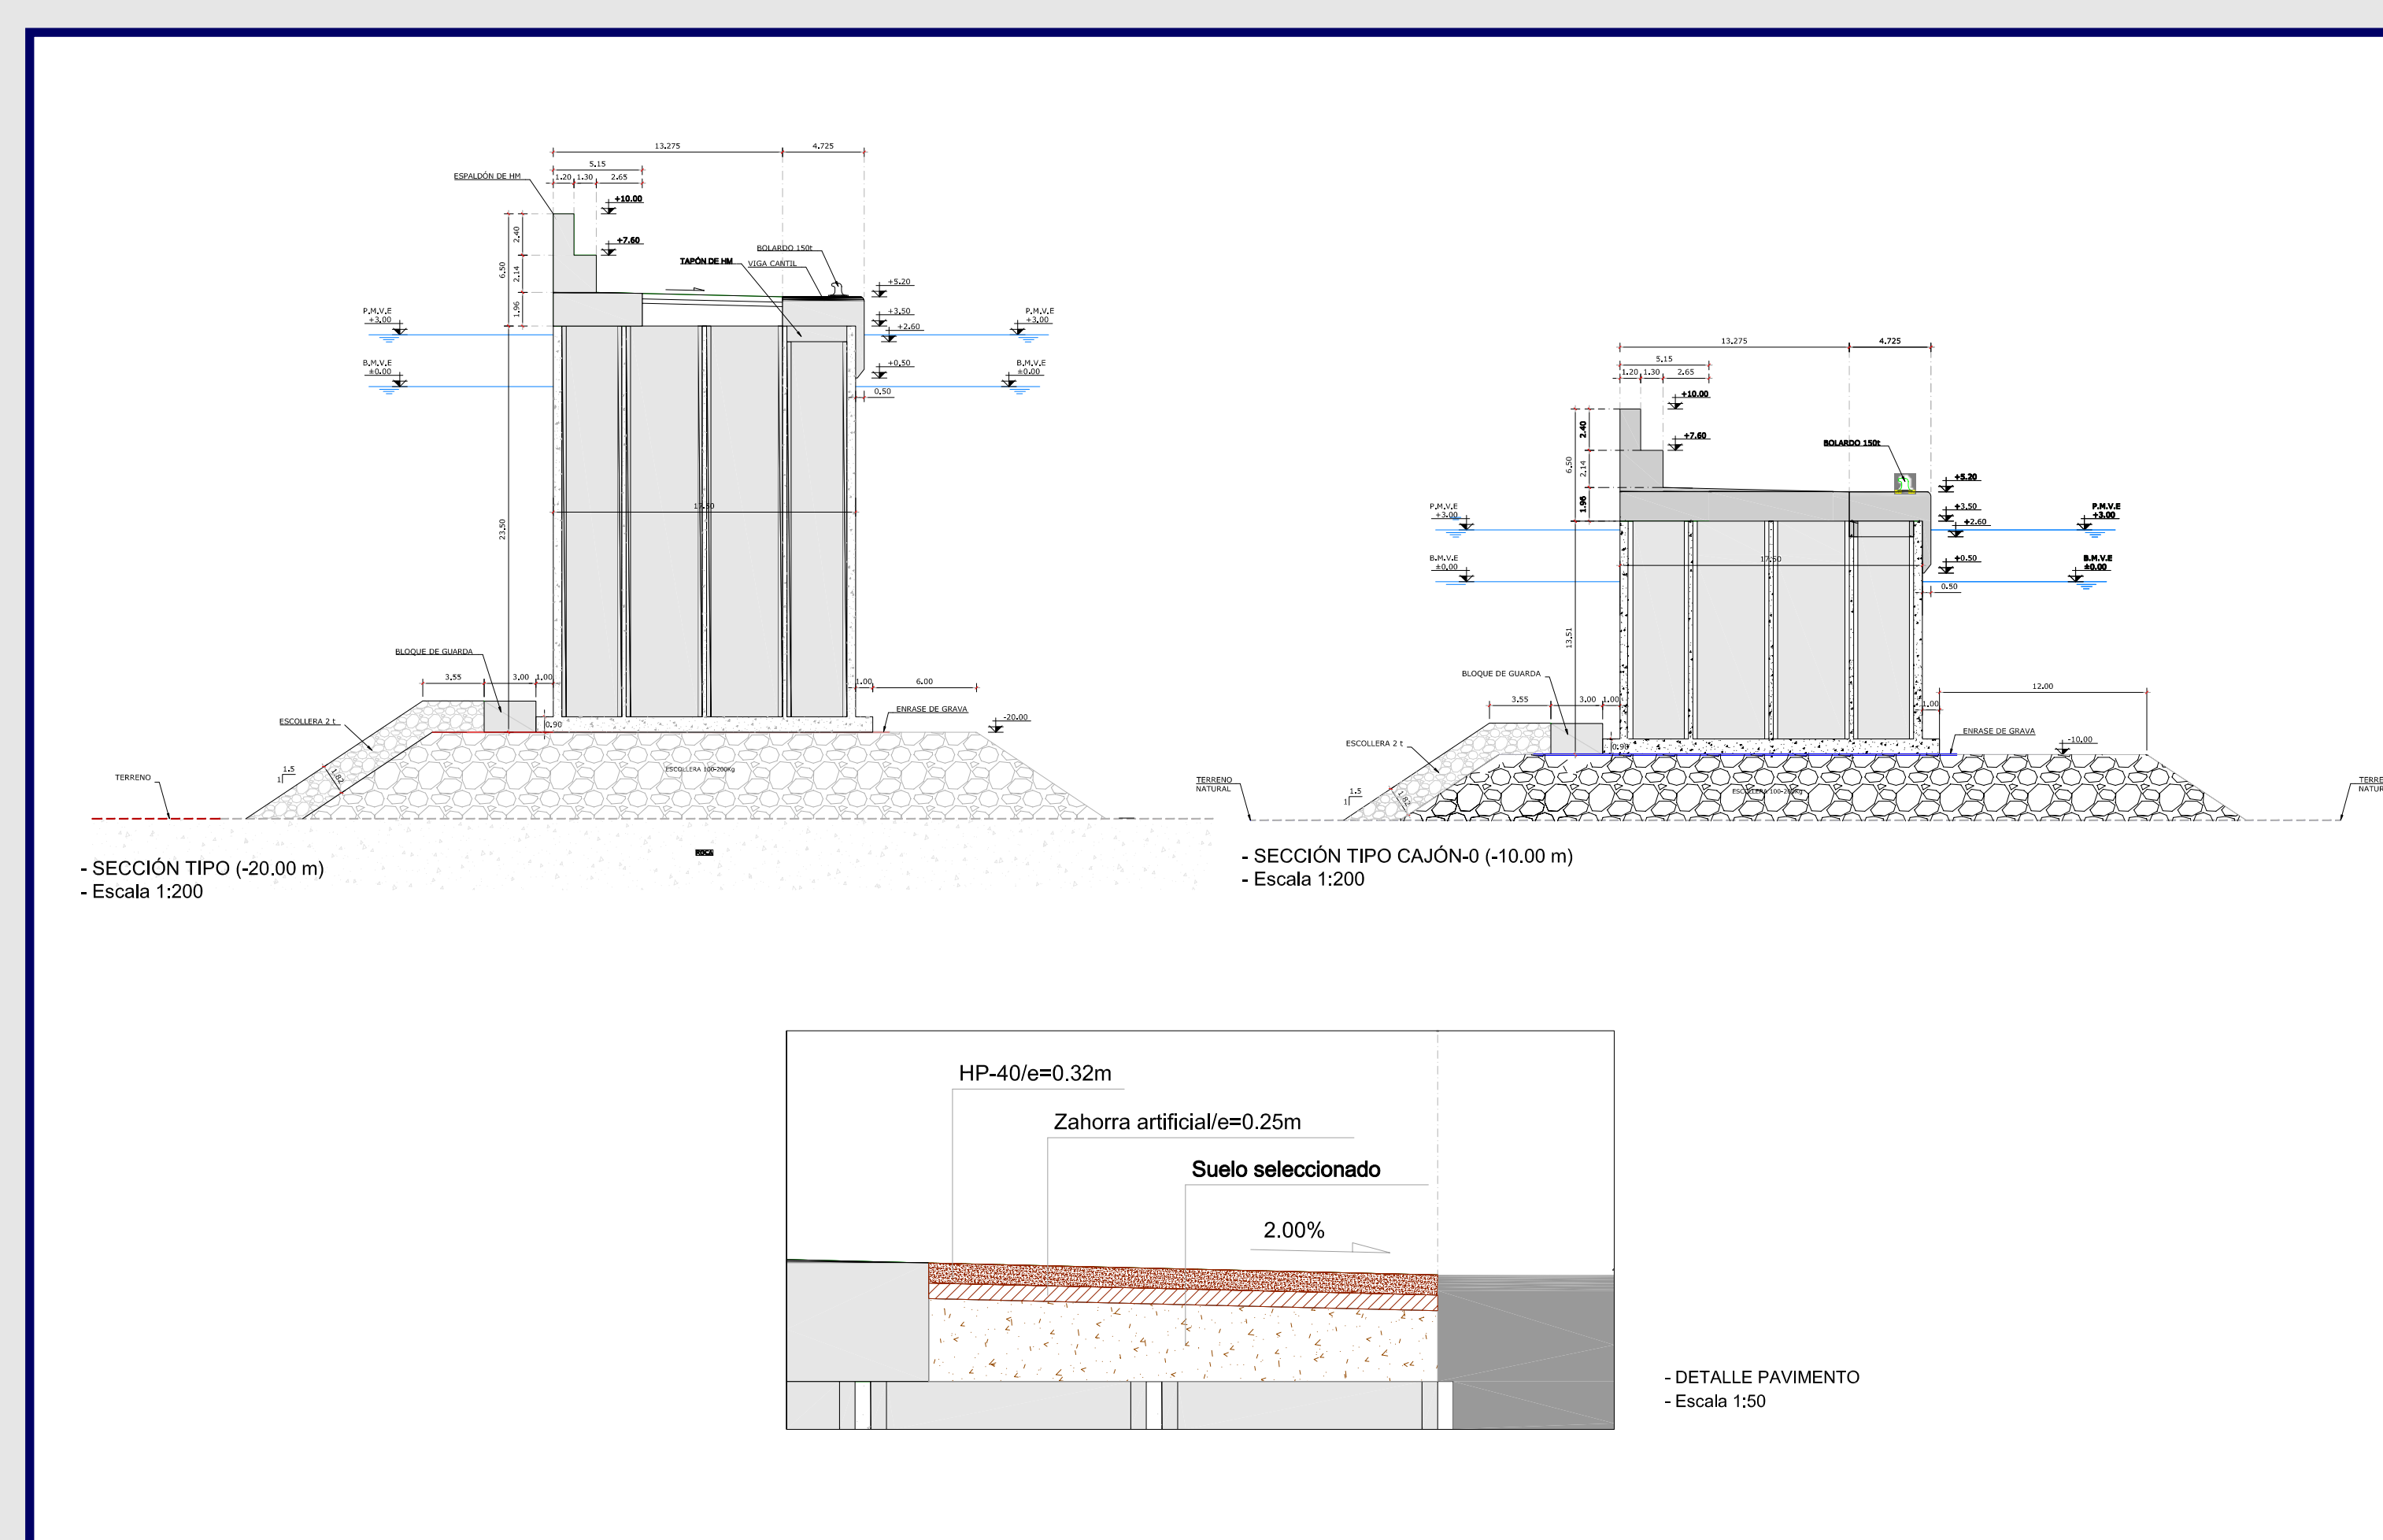 13.275
4.725
5.15
1.20
1.30
2.65
ESPALDÓN DE HM
+10.00
+7.60
2.40
6.50
2.14
1.96
BOLARDO 150t
TAPÓN DE HM
VIGA CANTIL
+5.20
+3.50
+2.60
+0.50
0.50
P.M.V.E
+3.00
P.M.V.E
+3.00
B.M.V.E
±0.00
B.M.V.E
±0.00
17.50
23.50
BLOQUE DE GUARDA
3.55
3.00
1.00
1.00
6.00
ESCOLLERA 2 t
0.90
ENRASE DE GRAVA
-20.00
ESCOLLERA 100-200Kg
1.5
1
1.82
TERRENO
ROCA
- SECCIÓN TIPO (-20.00 m)
- Escala 1:200
13.275
4.725
5.15
1.20
1.30
2.65
+10.00
+7.60
2.40
6.50
2.14
1.96
BOLARDO 150t
+5.20
+3.50
+2.60
+0.50
0.50
P.M.V.E
+3.00
P.M.V.E
+3.00
B.M.V.E
±0.00
B.M.V.E
±0.00
17.50
13.51
BLOQUE DE GUARDA
3.55
3.00
1.00
1.00
12.00
ESCOLLERA 2 t
0.90
ENRASE DE GRAVA
-10.00
ESCOLLERA 100-200Kg
1.5
1
1.82
TERRENO
NATURAL
TERRE
NATUR
- SECCIÓN TIPO CAJÓN-0 (-10.00 m)
- Escala 1:200
HP-40/e=0.32m
Zahorra artificial/e=0.25m
Suelo seleccionado
2.00%
- DETALLE PAVIMENTO
- Escala 1:50